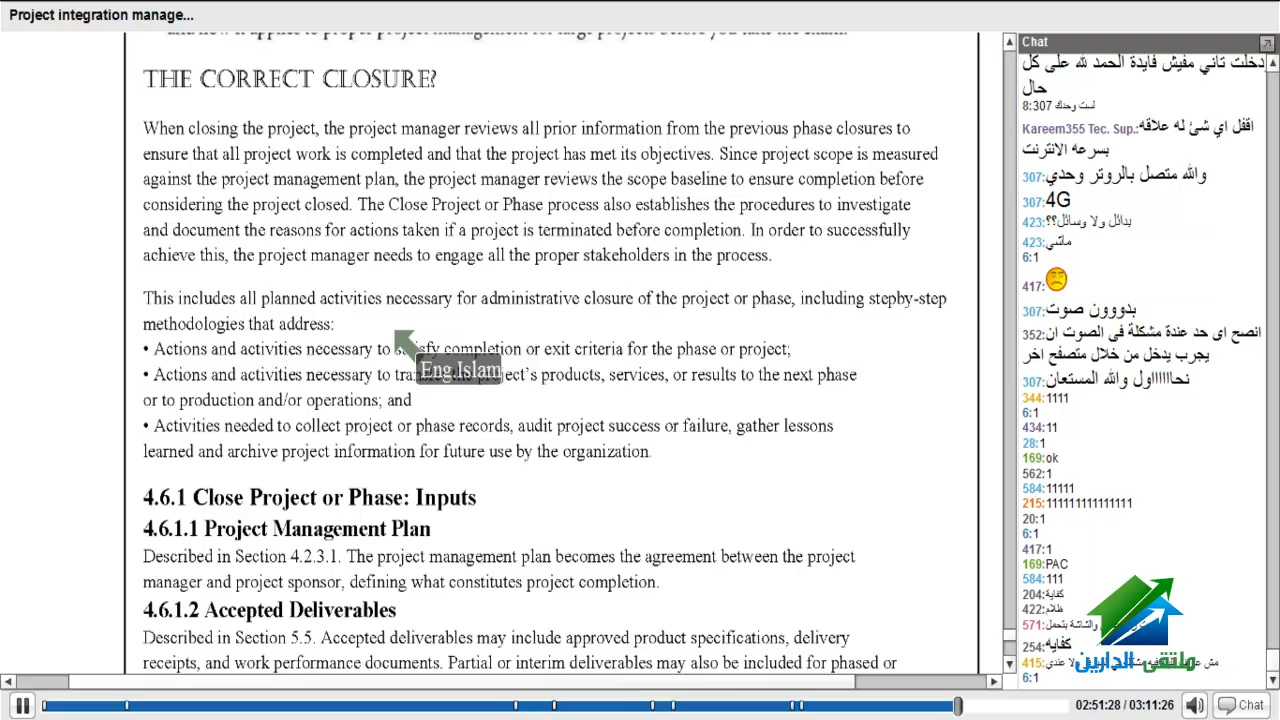 Project integration manage...
THE CORRECT CLOSURE?
When closing the project, the project manager reviews all prior information from the previous phase closures to
ensure that all project work is completed and that the project has met its objectives. Since project scope is measured
against the project management plan, the project manager reviews the scope baseline to ensure completion before
considering the project closed. The Close Project or Phase process also establishes the procedures to investigate
and document the reasons for actions taken if a project is terminated before completion. In order to successfully
achieve this, the project manager needs to engage all the proper stakeholders in the process.
This includes all planned activities necessary for administrative closure of the project or phase, including stepby-step
methodologies that address:
• Actions and activities necessary to satisfy completion or exit criteria for the phase or project;
Eng.Islam
• Actions and activities necessary to the project’s products, services, or results to the next phase
or to production and/or operations; and
• Activities needed to collect project or phase records, audit project success or failure, gather lessons
learned and archive project information for future use by the organization.
4.6.1 Close Project or Phase: Inputs
4.6.1.1 Project Management Plan
Described in Section 4.2.3.1. The project management plan becomes the agreement between the project
manager and project sponsor, defining what constitutes project completion.
4.6.1.2 Accepted Deliverables
Described in Section 5.5. Accepted deliverables may include approved product specifications, delivery
receipts, and work performance documents. Partial or interim deliverables may also be included for phased or
Chat
دخلت تاني مفيش فايدة الحمد لله على كل
حال
8:307 لست وحدك
Kareem355 Tec. Sup.: اقفل اي شئ له علاقه
بسرعه الانترنت
307: والله متصل بالروتر وحدي
307: 4G
423: بدائل ولا وسائل؟؟
423: ماشي
6:1
417:
307: بدووون صوت
352: انصح اى حد عندة مشكلة فى الصوت ان
يجرب يدخل من خلال متصفح اخر
307: نحاااااول والله المستعان
344: 1111
6:1
434: 11
28:1
169: ok
562:1
584: 11111
215: 111111111111111
20:1
6:1
417:1
169: PAC
584: 111
204: كفاية
422: ظلام
571: والشاشة بتحمل
254: كفايه
415: ولا عندي
6:1
ملتقى الدارين
02:51:28 / 03:11:26
Chat